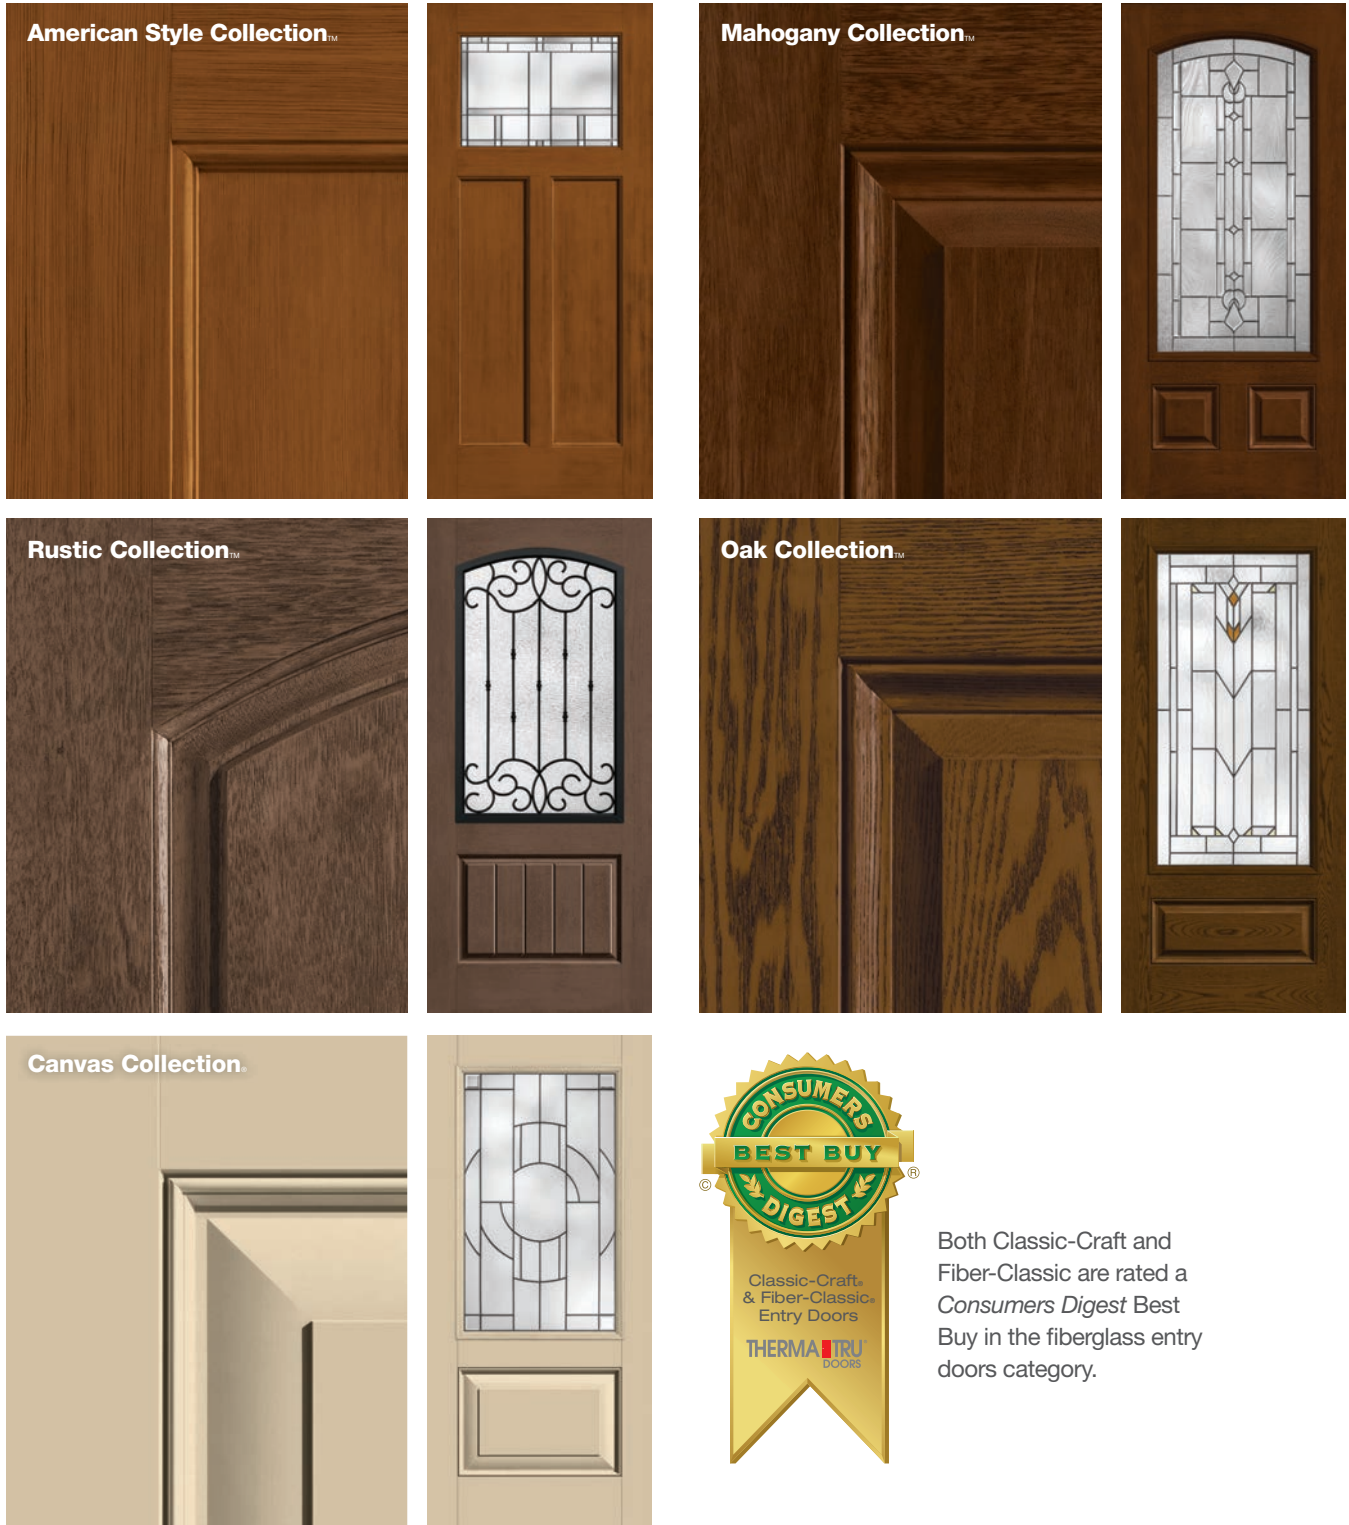 American Style Collection™
Mahogany Collection™
Rustic Collection™
Oak Collection™
Canvas Collection®
CONSUMERS
BEST BUY
DIGEST
© ®
Classic-Craft®
& Fiber-Classic®
Entry Doors
THERMA TRU®
DOORS
Both Classic-Craft and
Fiber-Classic are rated a
Consumers Digest Best
Buy in the fiberglass entry
doors category.